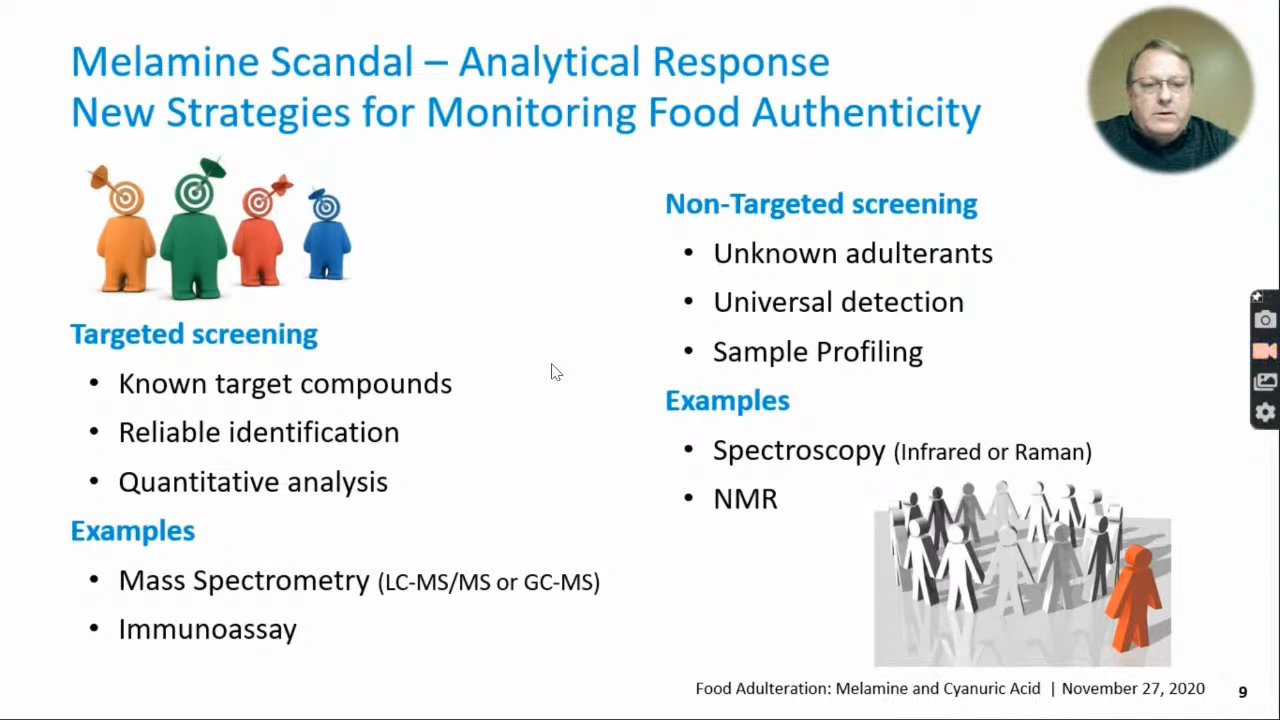 Melamine Scandal – Analytical Response
New Strategies for Monitoring Food Authenticity
Targeted screening
• Known target compounds
• Reliable identification
• Quantitative analysis
Examples
• Mass Spectrometry (LC-MS/MS or GC-MS)
• Immunoassay
Non-Targeted screening
• Unknown adulterants
• Universal detection
• Sample Profiling
Examples
• Spectroscopy (Infrared or Raman)
• NMR
Food Adulteration: Melamine and Cyanuric Acid | November 27, 2020
9